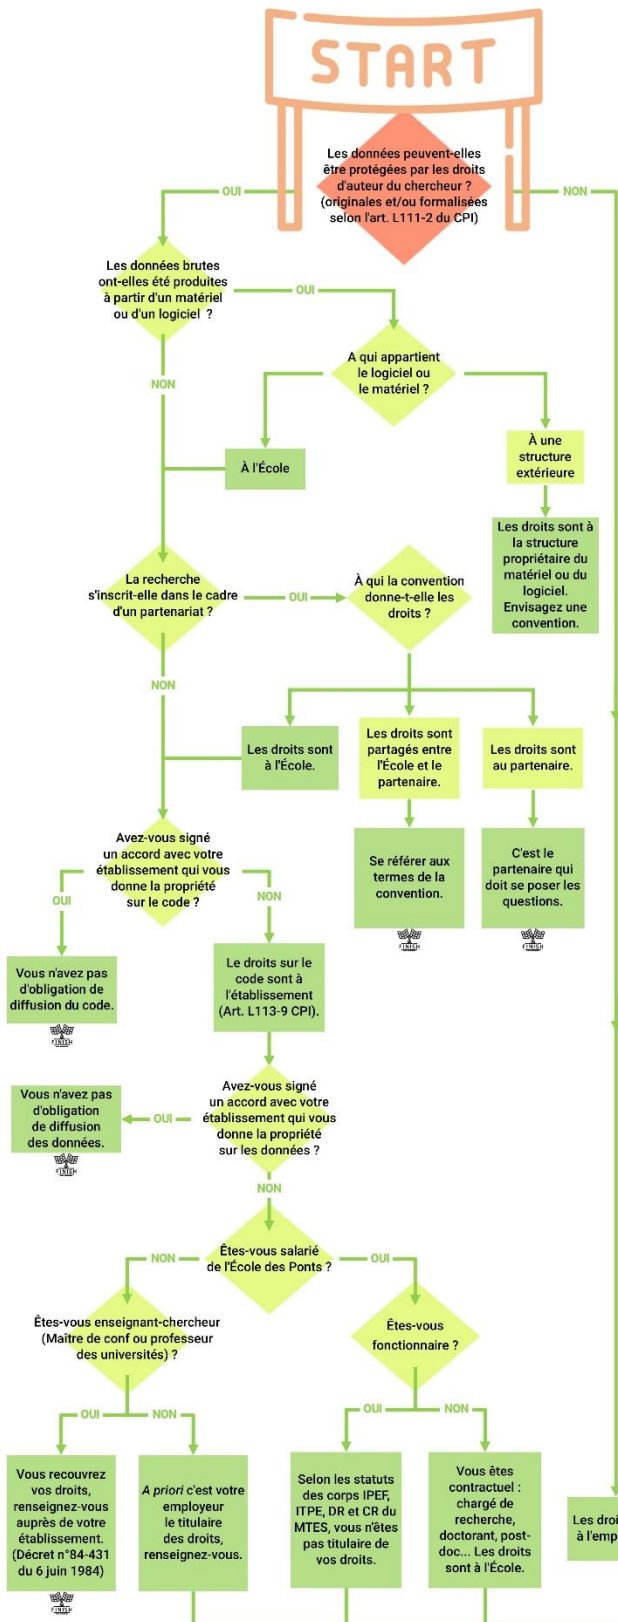 START
Les données peuvent-elles
être protégées par les droits
d'auteur du chercheur ?
(originales et/ou formalisées
selon l'art. L111-2 du CPI)
OUI
NON
Les données brutes
ont-elles été produites
à partir d'un matériel
ou d'un logiciel ?
OUI
NON
A qui appartient
le logiciel ou
le matériel ?
À l'École
À une
structure
extérieure
Les droits sont à
la structure
propriétaire du
matériel ou du
logiciel.
Envisagez une
convention.
La recherche
s'inscrit-elle dans le cadre
d'un partenariat ?
OUI
À qui la convention
donne-t-elle les
droits ?
NON
Les droits sont
à l'École.
Les droits sont
partagés entre
l'École et le
partenaire.
Les droits sont
au partenaire.
Se référer aux
termes de la
convention.
FINISH
C'est le
partenaire qui
doit se poser les
questions.
FINISH
Avez-vous signé
un accord avec votre
établissement qui vous
donne la propriété
sur le code ?
OUI
NON
Vous n'avez pas
d'obligation de
diffusion du code.
FINISH
Le droits sur le
code sont à
l'établissement
(Art. L113-9 CPI).
Avez-vous signé
un accord avec votre
établissement qui vous
donne la propriété
sur les données ?
OUI
Vous n'avez pas
d'obligation
de diffusion
des données.
FINISH
NON
Êtes-vous salarié
de l'École des Ponts ?
NON
OUI
Êtes-vous enseignant-chercheur
(Maître de conf ou professeur
des universités) ?
Êtes-vous
fonctionnaire ?
OUI
NON
OUI
NON
Vous recouvrez
vos droits,
renseignez-vous
auprès de votre
établissement.
(Décret n°84-431
du 6 juin 1984)
FINISH
A priori c'est votre
employeur
le titulaire
des droits,
renseignez-vous.
Selon les statuts
des corps IPEF,
ITPE, DR et CR du
MTES, vous n'êtes
pas titulaire de
vos droits.
Vous êtes
contractuel :
chargé de
recherche,
doctorant, post-
doc... Les droits
sont à l'École.
Les droi
à l'emp